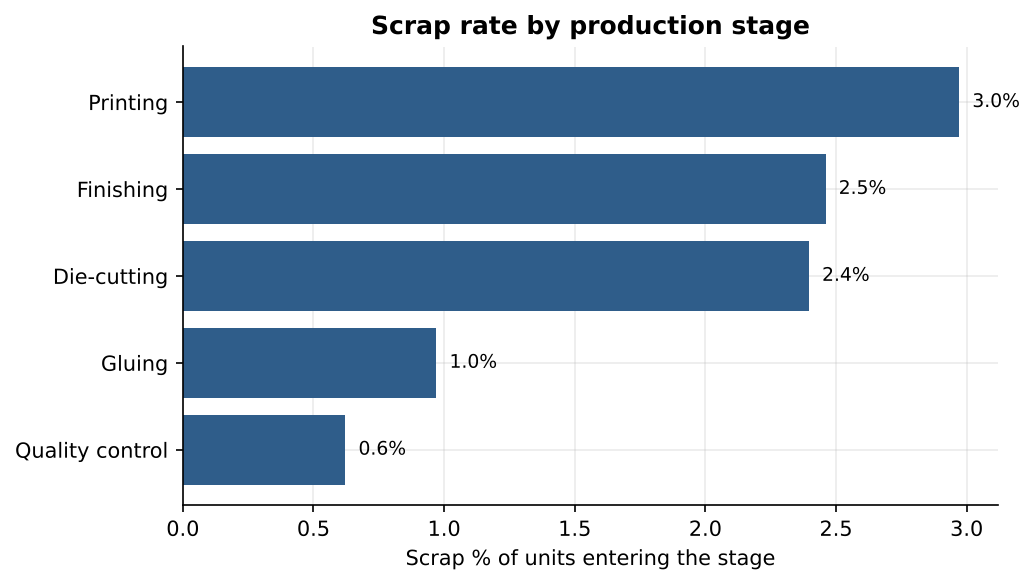 Scrap rate by production stage
Printing 3.0%
Finishing 2.5%
Die-cutting 2.4%
Gluing 1.0%
Quality control 0.6%
0.0 0.5 1.0 1.5 2.0 2.5 3.0
Scrap % of units entering the stage